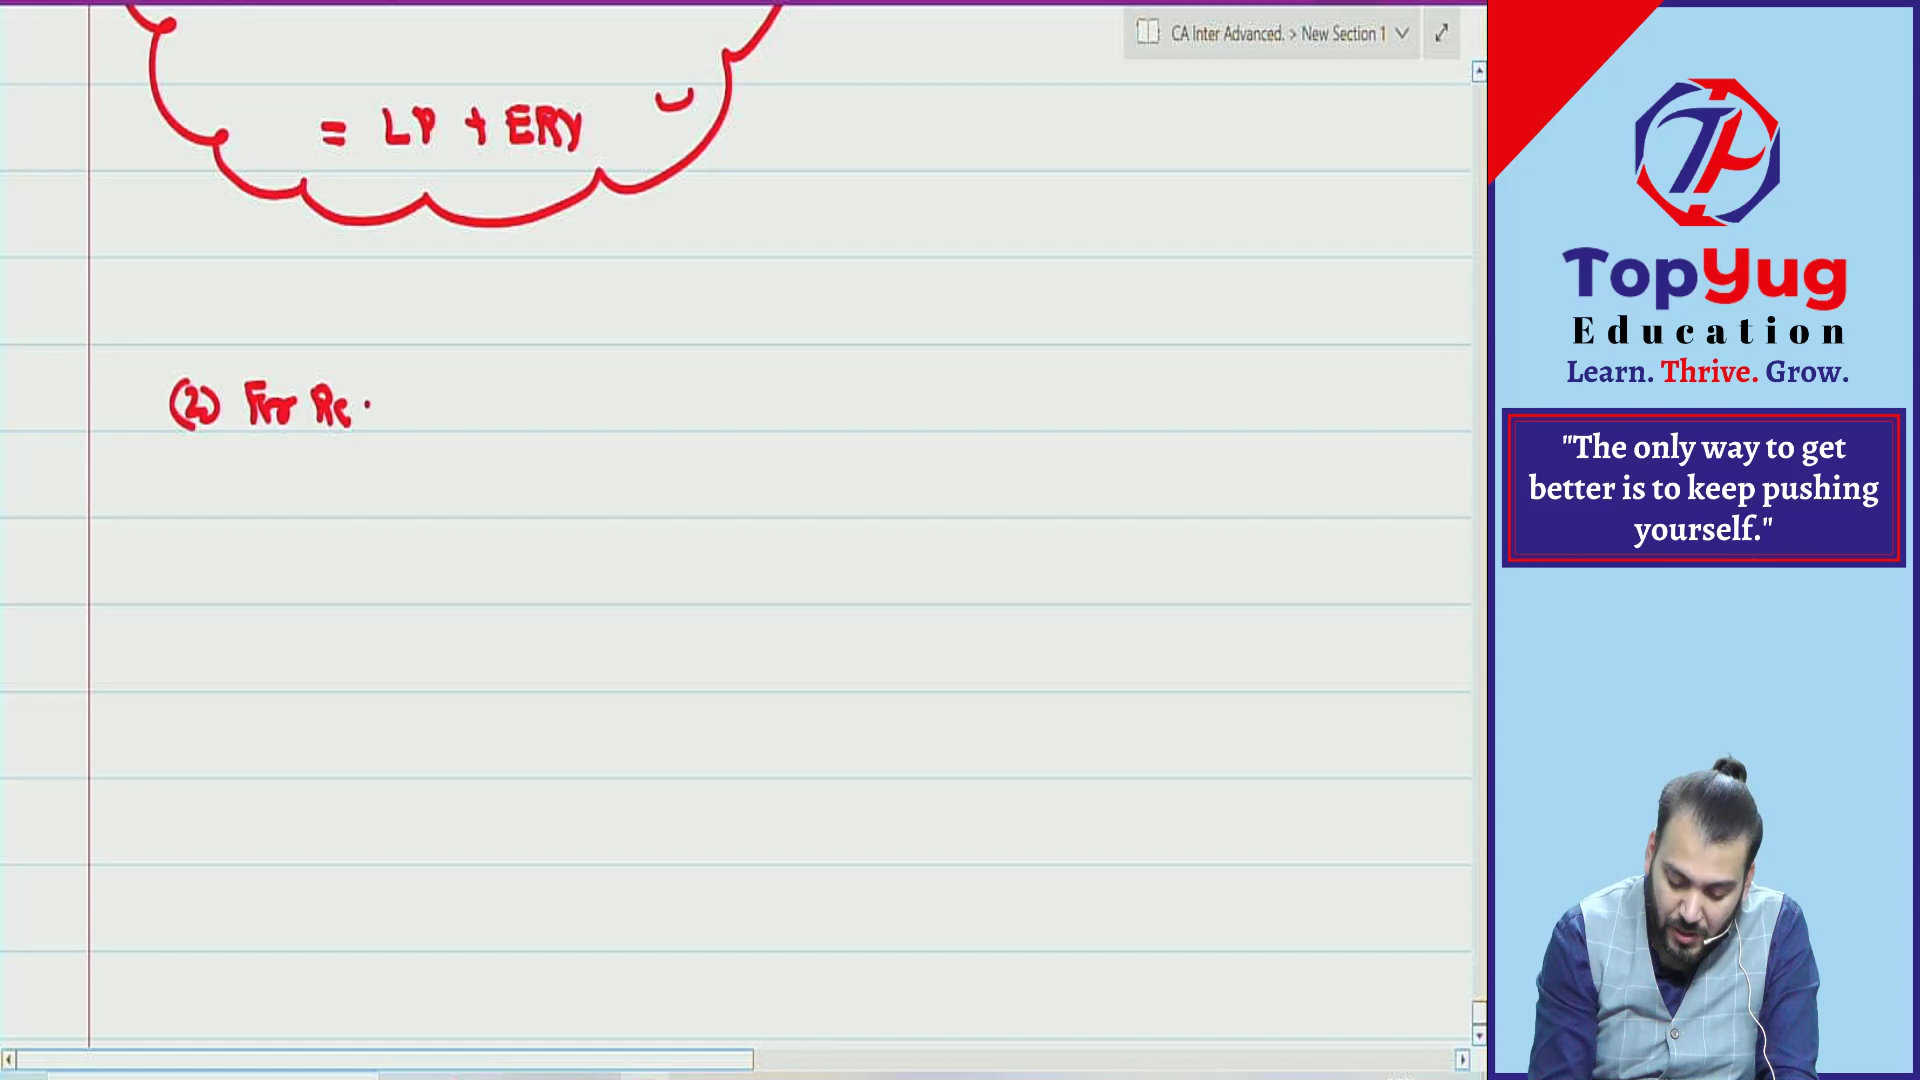 CA Inter Advanced. > New Section 1
= LP + ERY
(2) For Rs.
TopYug
Education
Learn. Thrive. Grow.
"The only way to get
better is to keep pushing
yourself."